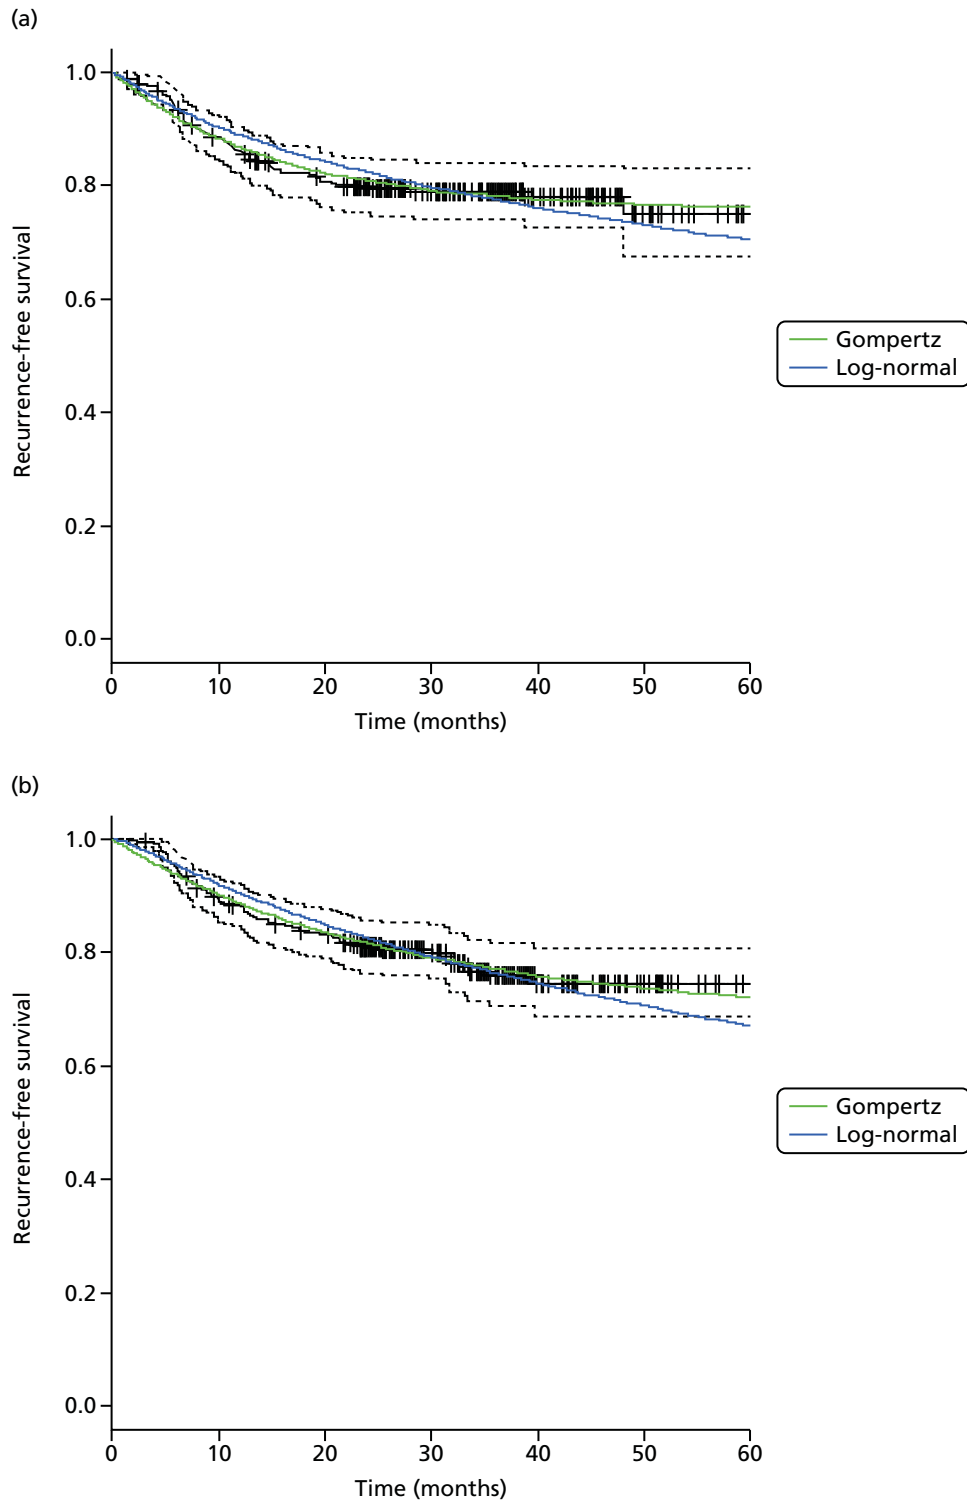 (a)
1.0
0.8
0.6
0.4
0.2
0.0
Recurrence-free survival
0 10 20 30 40 50 60
Time (months)
Gompertz
Log-normal
(b)
1.0
0.8
0.6
0.4
0.2
0.0
Recurrence-free survival
0 10 20 30 40 50 60
Time (months)
Gompertz
Log-normal